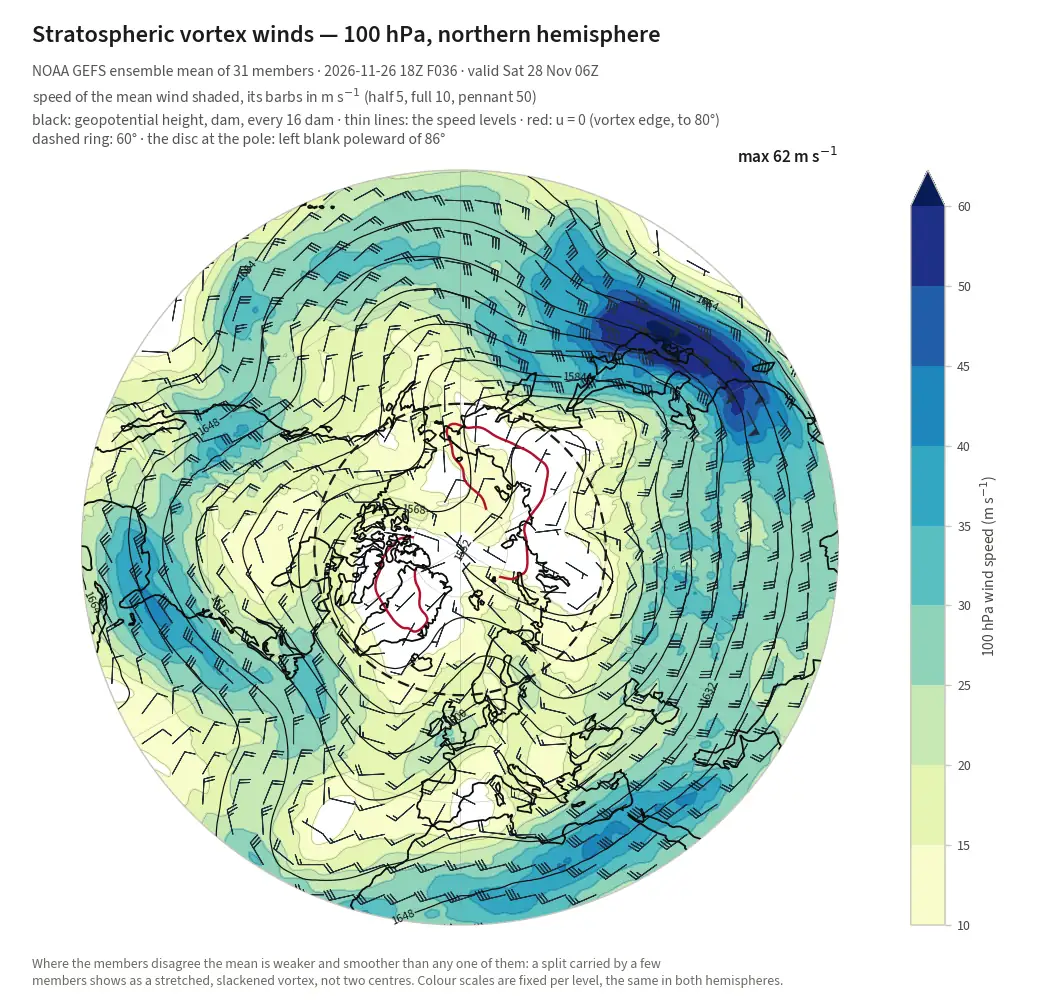 Stratospheric vortex winds — 100 hPa, northern hemisphere
NOAA GEFS ensemble mean of 31 members · 2026-11-26 18Z F036 · valid Sat 28 Nov 06Z
speed of the mean wind shaded, its barbs in m s⁻¹ (half 5, full 10, pennant 50)
black: geopotential height, dam, every 16 dam · thin lines: the speed levels · red: u = 0 (vortex edge, to 80°)
dashed ring: 60° · the disc at the pole: left blank poleward of 86°
max 62 m s⁻¹
60
50
45
40
35
30
25
20
15
10
100 hPa wind speed (m s⁻¹)
1584
1648
1568
1552
1616
1632
1648
Where the members disagree the mean is weaker and smoother than any one of them: a split carried by a few
members shows as a stretched, slackened vortex, not two centres. Colour scales are fixed per level, the same in both hemispheres.